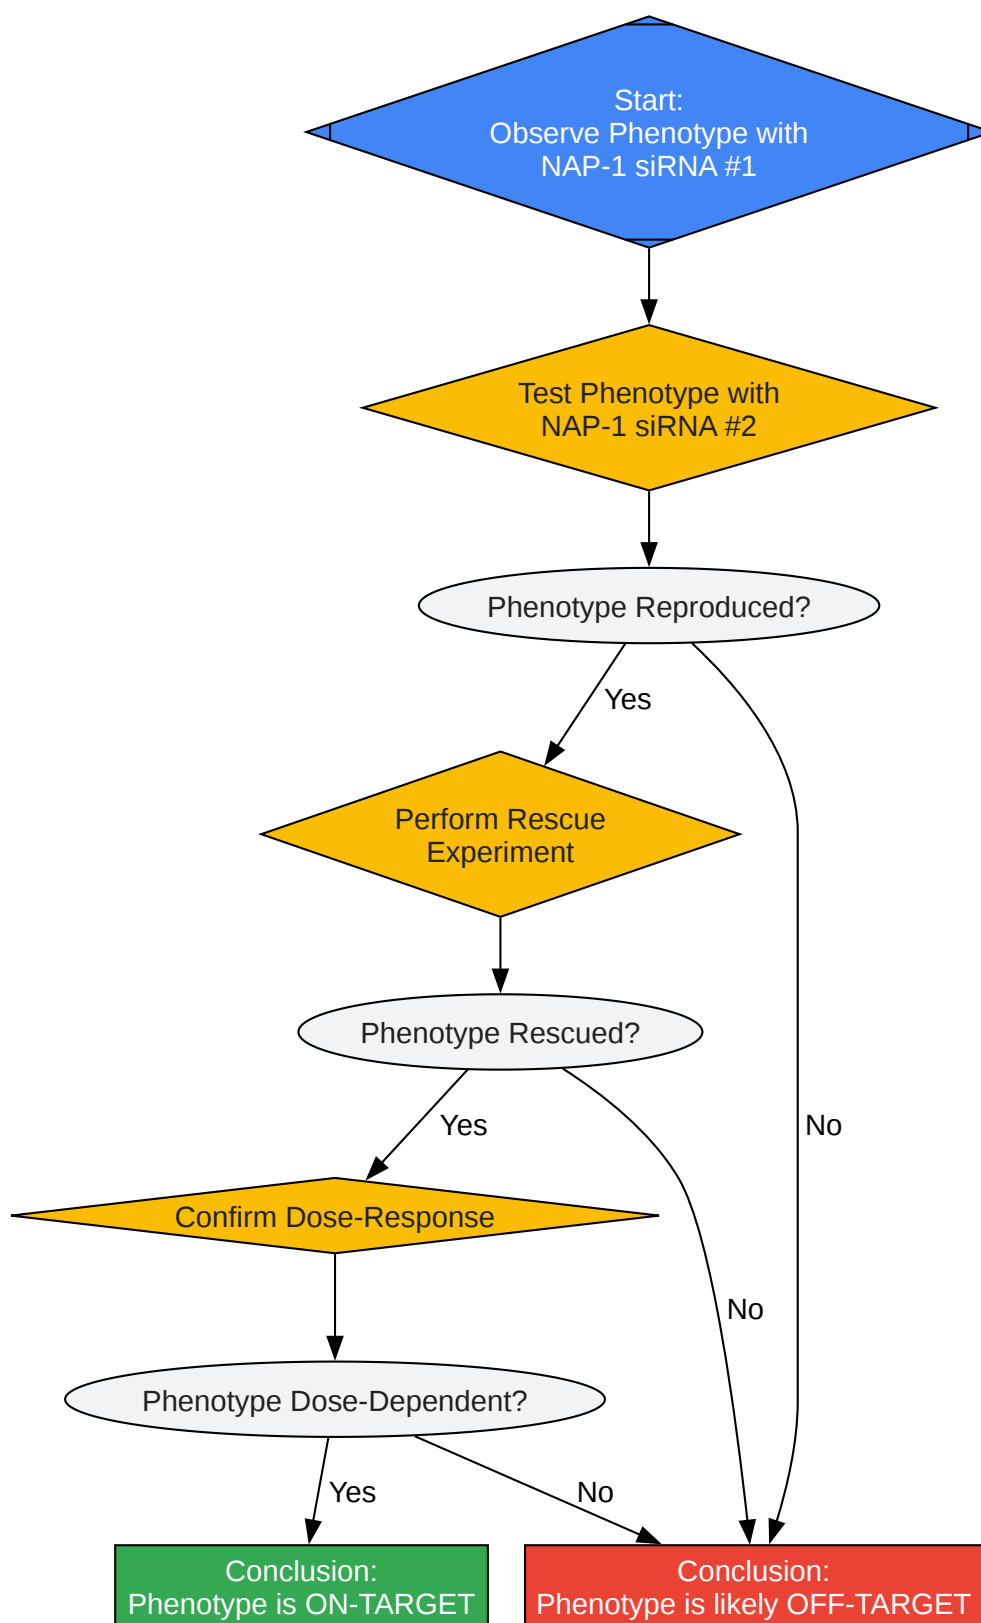 Start:
Observe Phenotype with
NAP-1 siRNA #1
Test Phenotype with
NAP-1 siRNA #2
Phenotype Reproduced?
Yes
Perform Rescue
Experiment
Phenotype Rescued?
Yes
No
Confirm Dose-Response
No
Phenotype Dose-Dependent?
Yes
No
Conclusion:
Phenotype is ON-TARGET
Conclusion:
Phenotype is likely OFF-TARGET